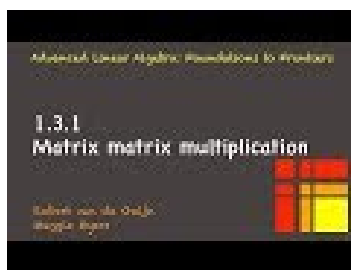 Advanced Linear Algebra: Foundations to Frontiers
1.3.1
Matrix matrix multiplication
Robert van de Geijn
Maggie Myers